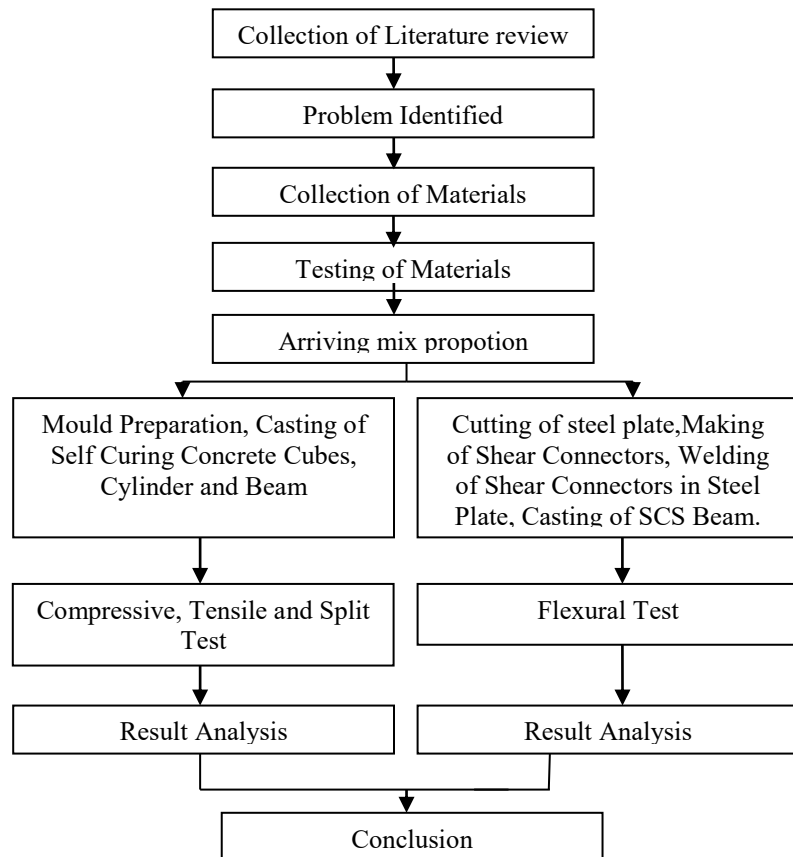 Collection of Literature review
Problem Identified
Collection of Materials
Testing of Materials
Arriving mix propotion
Mould Preparation, Casting of
Self Curing Concrete Cubes,
Cylinder and Beam
Cutting of steel plate,Making
of Shear Connectors, Welding
of Shear Connectors in Steel
Plate, Casting of SCS Beam.
Compressive, Tensile and Split
Test
Flexural Test
Result Analysis
Result Analysis
Conclusion